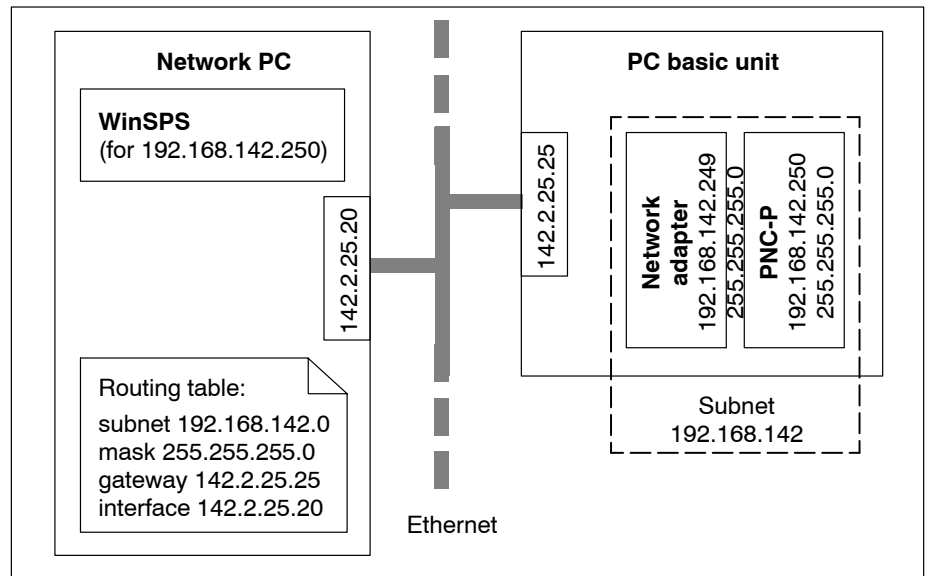 Network PC
WinSPS
(for 192.168.142.250)
142.2.25.20
Routing table:
subnet 192.168.142.0
mask 255.255.255.0
gateway 142.2.25.25
interface 142.2.25.20
Ethernet
PC basic unit
142.2.25.25
Network
adapter
192.168.142.249
255.255.255.0
PNC-P
192.168.142.250
255.255.255.0
Subnet
192.168.142